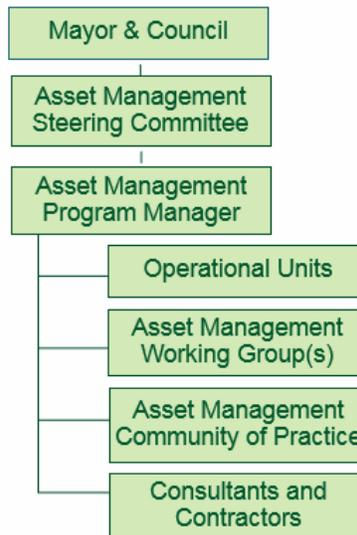 Mayor & Council
Asset Management
Steering Committee
Asset Management
Program Manager
Operational Units
Asset Management
Working Group(s)
Asset Management
Community of Practice
Consultants and
Contractors